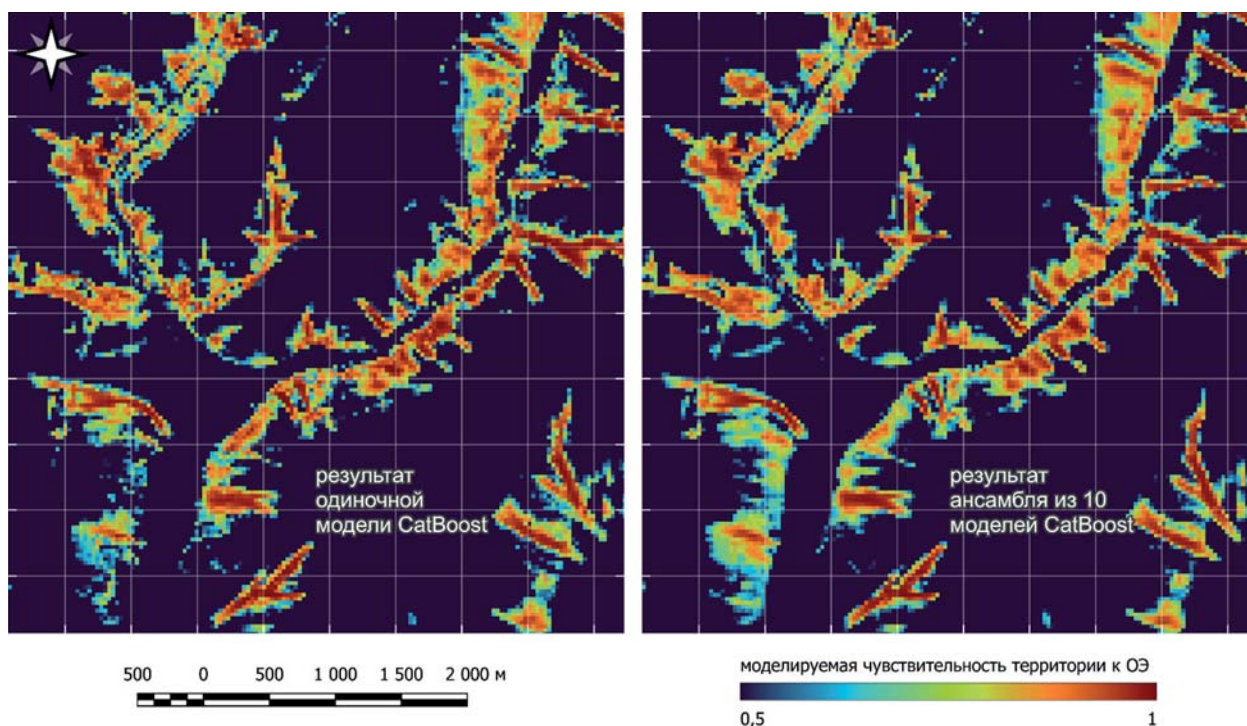 результат
одиночной
модели CatBoost
результат
ансамбля из 10
моделей CatBoost
500 0 500 1 000 1 500 2 000 м
моделируемая чувствительность территории к ОЭ
0,5 1